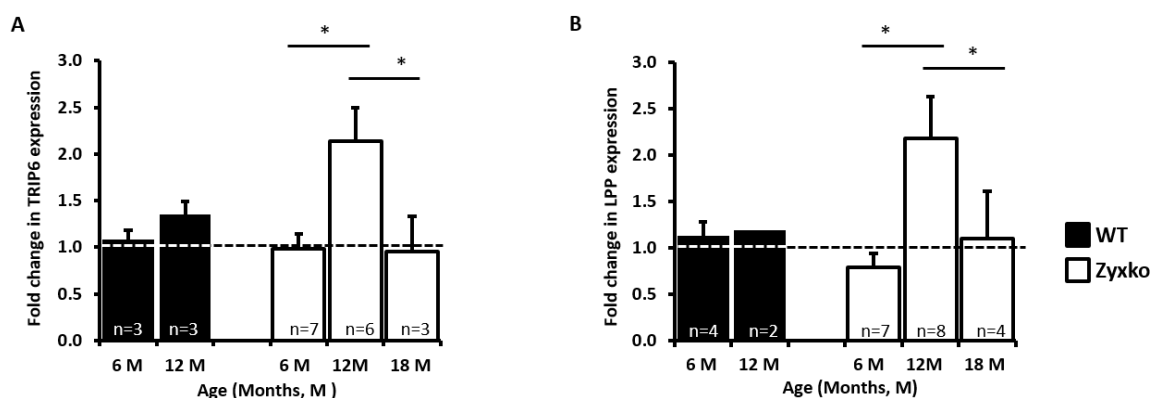 A
*
*
Fold change in TRIP6 expression
3.0
2.5
2.0
1.5
1.0
0.5
0.0
n=3
n=3
n=7
n=6
n=3
6 M
12 M
6 M
12M
18 M
Age (Months, M )
B
*
*
Fold change in LPP expression
3.0
2.5
2.0
1.5
1.0
0.5
0.0
n=4
n=2
n=7
n=8
n=4
6 M
12 M
6 M
12M
18 M
Age (Months, M)
WT
Zyxko